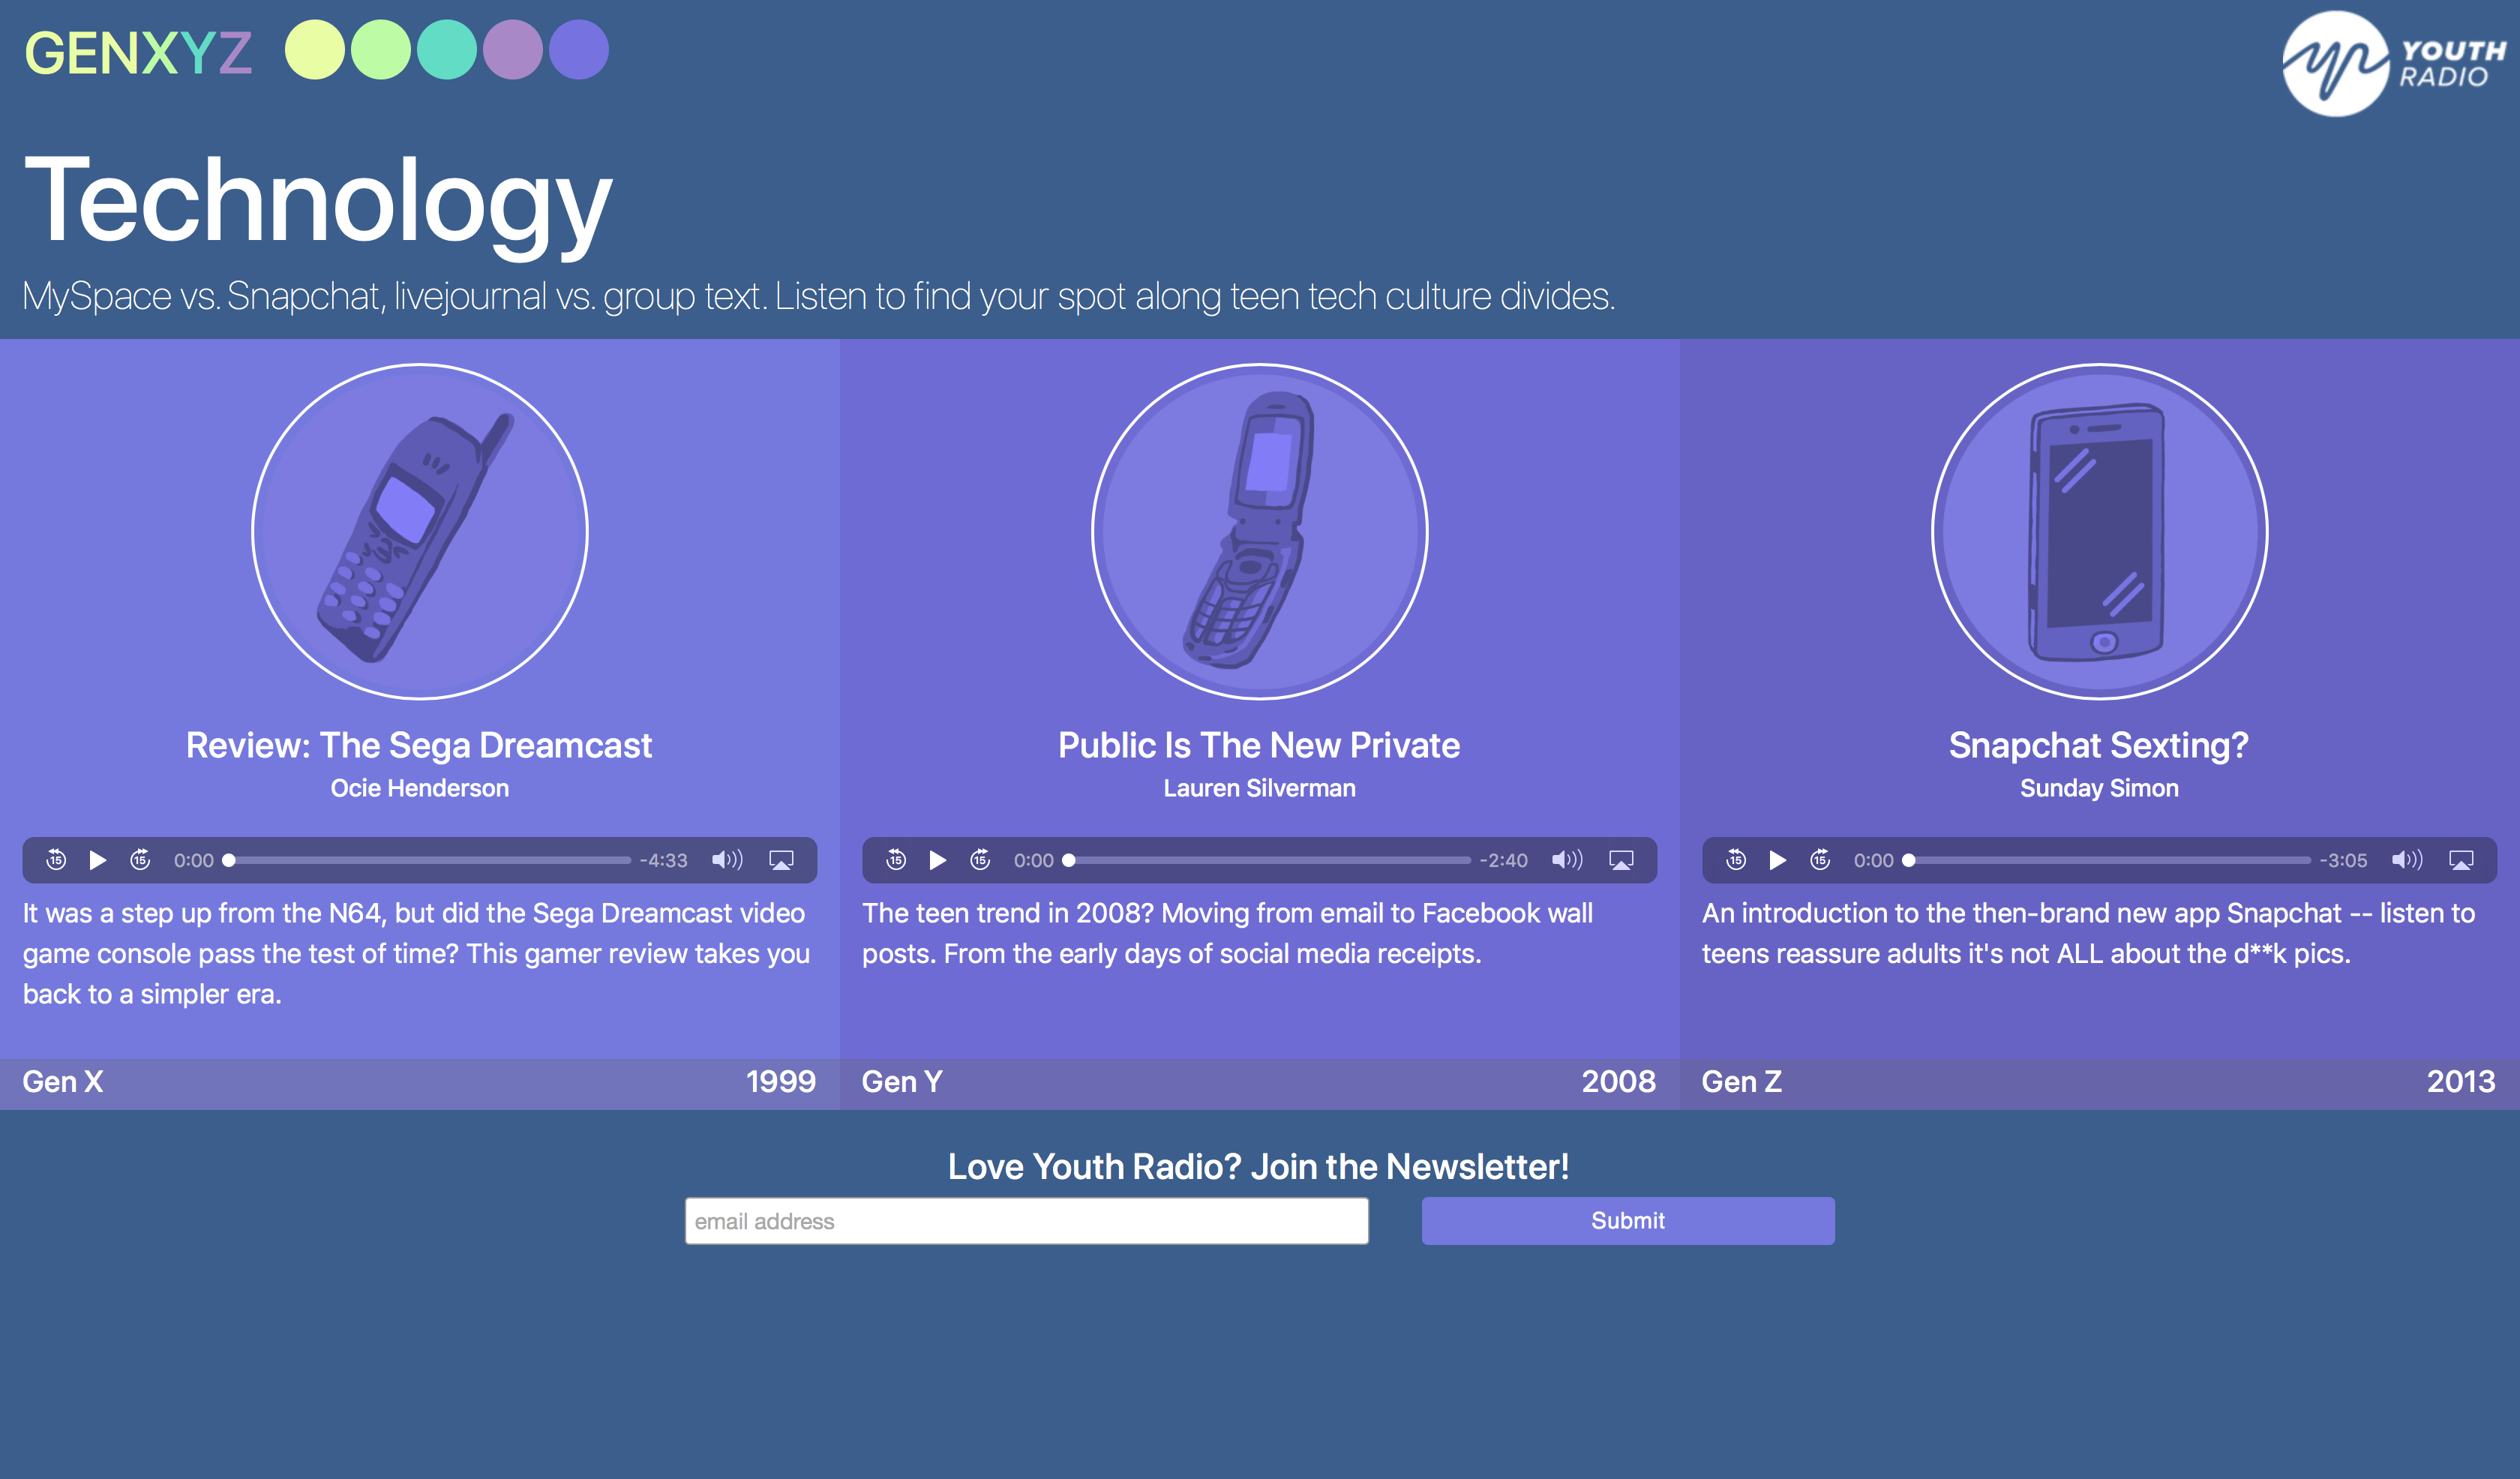 GENXYZ
YOUTH
RADIO
Technology
MySpace vs. Snapchat, livejournal vs. group text. Listen to find your spot along teen tech culture divides.
Review: The Sega Dreamcast
Ocie Henderson
15 15 0:00 -4:33
It was a step up from the N64, but did the Sega Dreamcast video
game console pass the test of time? This gamer review takes you
back to a simpler era.
Gen X 1999
Public Is The New Private
Lauren Silverman
15 15 0:00 -2:40
The teen trend in 2008? Moving from email to Facebook wall
posts. From the early days of social media receipts.
Gen Y 2008
Snapchat Sexting?
Sunday Simon
15 15 0:00 -3:05
An introduction to the then-brand new app Snapchat -- listen to
teens reassure adults it's not ALL about the d**k pics.
Gen Z 2013
Love Youth Radio? Join the Newsletter!
email address
Submit